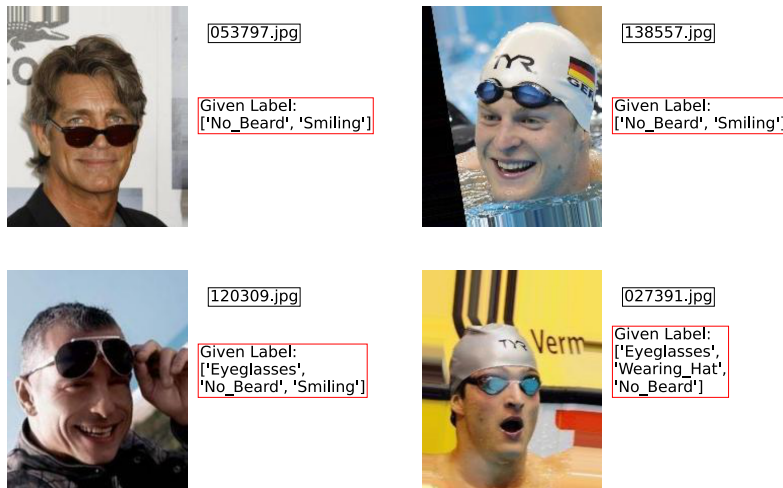 053797.jpg
Given Label:
['No_Beard', 'Smiling']
138557.jpg
TYR
GER
Given Label:
['No_Beard', 'Smiling']
120309.jpg
Given Label:
['Eyeglasses',
'No_Beard', 'Smiling']
027391.jpg
TYR
Verm
Given Label:
['Eyeglasses',
'Wearing_Hat',
'No_Beard']